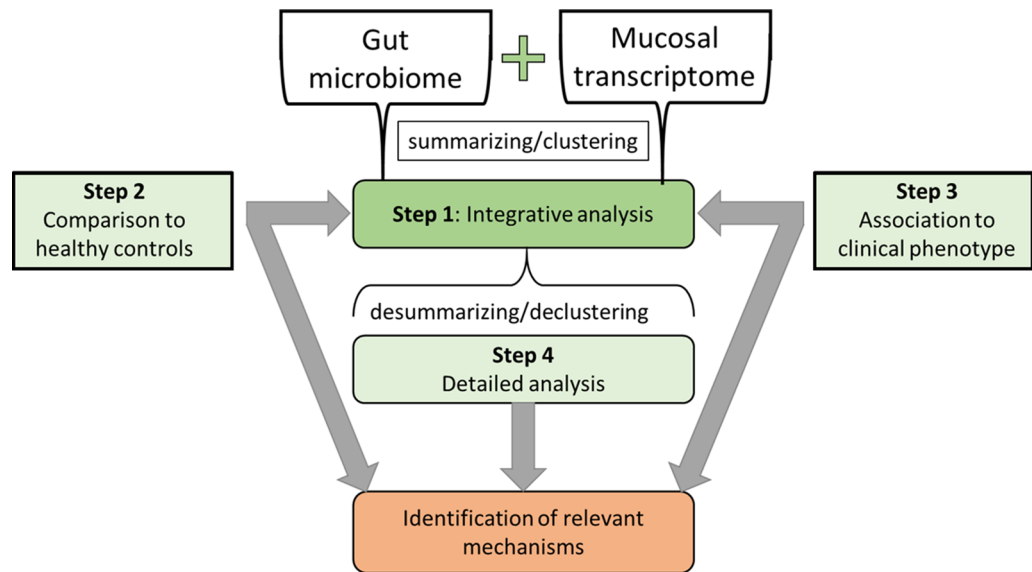 Gut
microbiome
Mucosal
transcriptome
summarizing/clustering
Step 2
Comparison to
healthy controls
Step 1: Integrative analysis
Step 3
Association to
clinical phenotype
desummarizing/declustering
Step 4
Detailed analysis
Identification of relevant
mechanisms